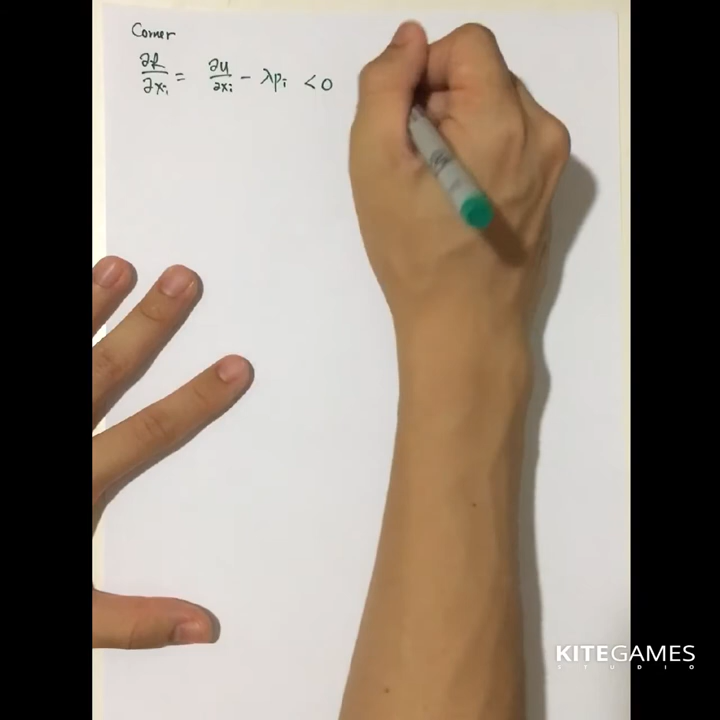 Corner
∂ℒ/∂xᵢ = ∂u/∂xᵢ - λpᵢ < 0
KITEGAMES
STUDIO